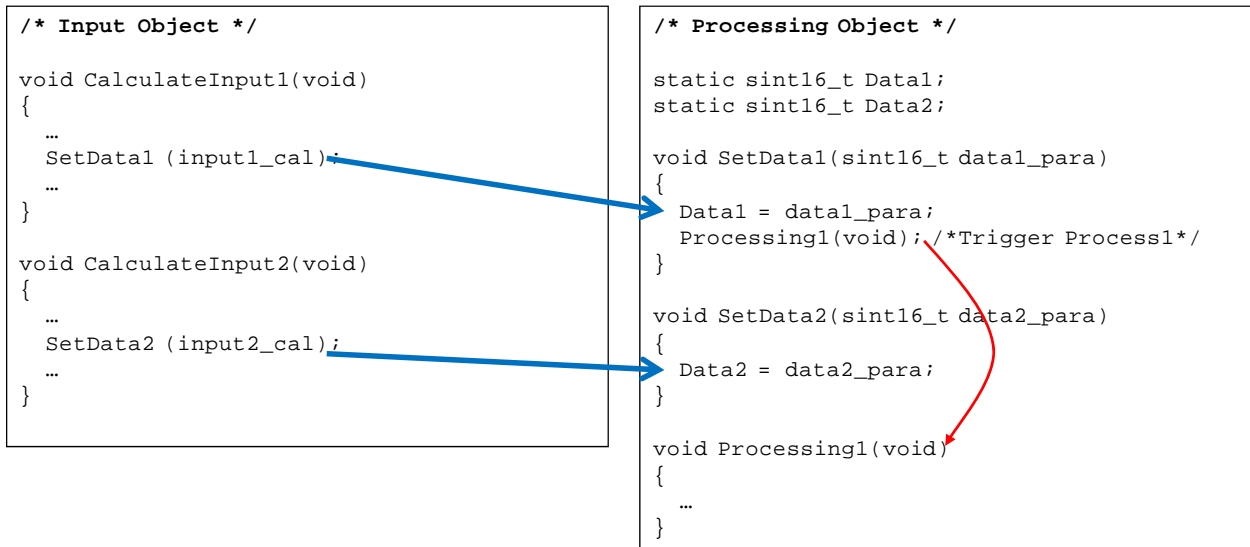 /* Input Object */
void CalculateInput1(void)
{
…
SetData1 (input1_cal);
…
}
void CalculateInput2(void)
{
…
SetData2 (input2_cal);
…
}
/* Processing Object */
static sint16_t Data1;
static sint16_t Data2;
void SetData1(sint16_t data1_para)
{
Data1 = data1_para;
Processing1(void); /*Trigger Process1*/
}
void SetData2(sint16_t data2_para)
{
Data2 = data2_para;
}
void Processing1(void)
{
…
}